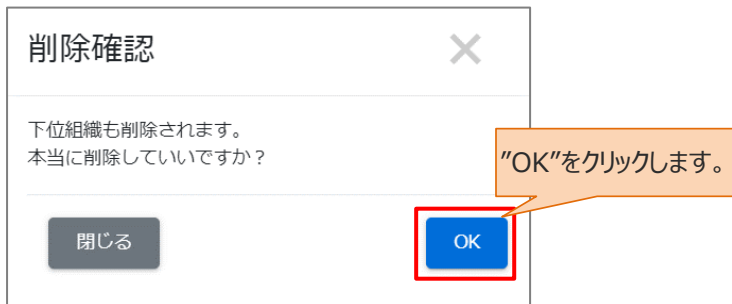 削除確認
下位組織も削除されます。
本当に削除していいですか？
"OK"をクリックします。
閉じる
OK